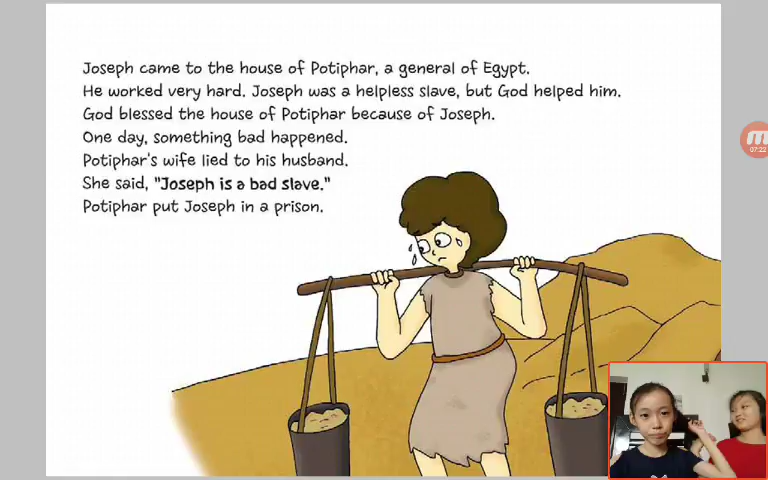 Joseph came to the house of Potiphar, a general of Egypt.
He worked very hard. Joseph was a helpless slave, but God helped him.
God blessed the house of Potiphar because of Joseph.
One day, something bad happened.
Potiphar's wife lied to his husband.
She said, "Joseph is a bad slave."
Potiphar put Joseph in a prison.
07:22